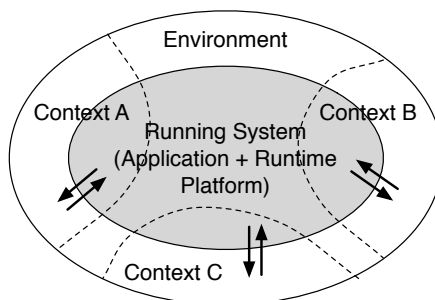 Environment
Context A
Context B
Running System
(Application + Runtime
Platform)
Context C